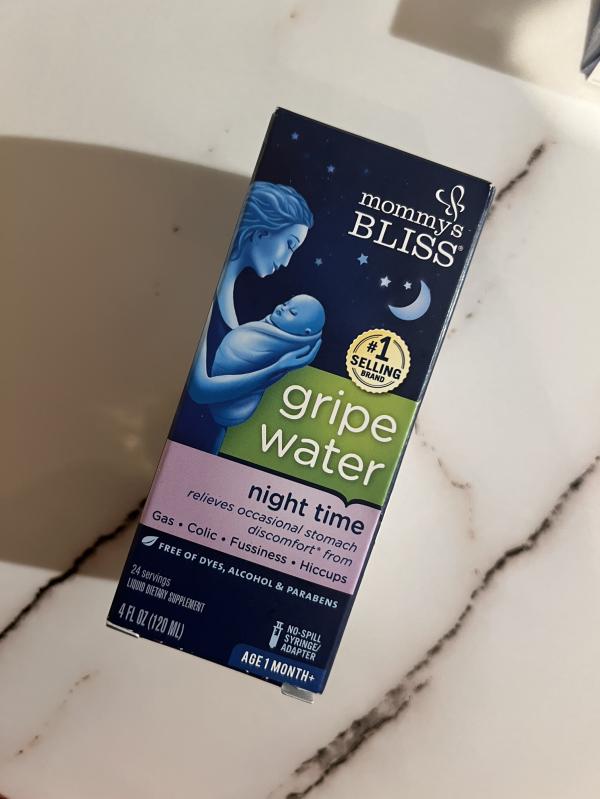 mommy's
BLISS®
#1
SELLING
BRAND
gripe
water
night time
relieves occasional stomach
discomfort* from
Gas • Colic • Fussiness • Hiccups
FREE OF DYES, ALCOHOL & PARABENS
24 servings
LIQUID DIETARY SUPPLEMENT
4 FL OZ (120 ML)
NO-SPILL
SYRINGE/
ADAPTER
AGE 1 MONTH+